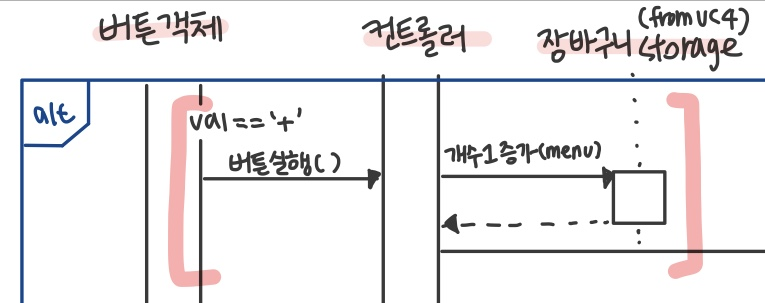 버튼객체
컨트롤러
(from UC4)
장바구니 Storage
alt
val == '+'
버튼실행( )
개수1증가(menu)